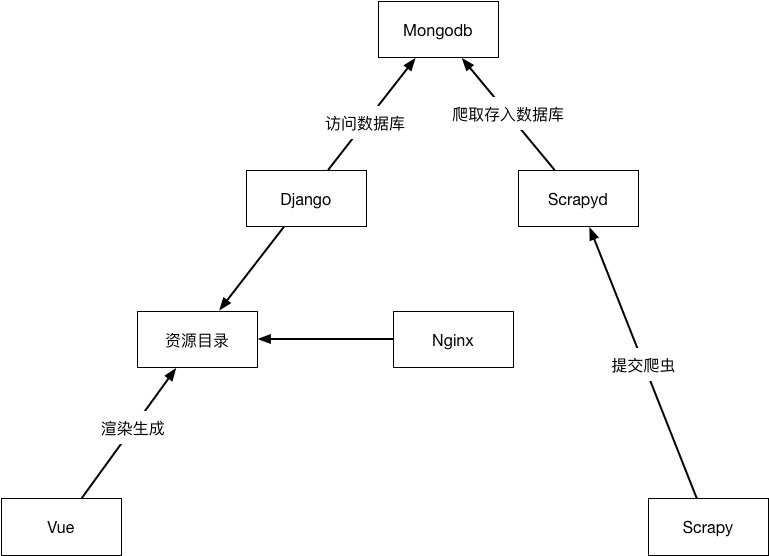 Mongodb
访问数据库
爬取存入数据库
Django
Scrapyd
资源目录
Nginx
提交爬虫
渲染生成
Vue
Scrapy